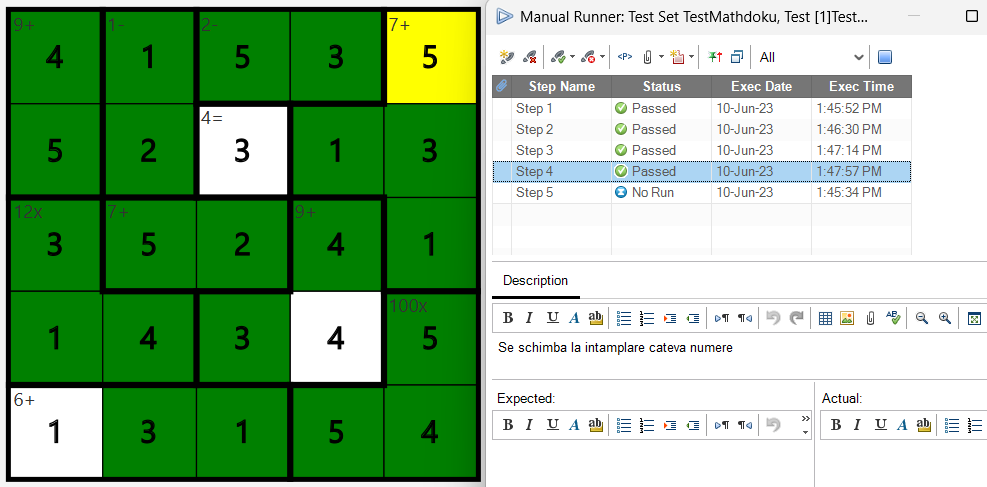 9+ 1- 2- 7+
4 1 5 3 5
4=
5 2 3 1 3
12x 7+ 9+
3 5 2 4 1
100x
1 4 3 4 5
6+
1 3 1 5 4
Manual Runner: Test Set TestMathdoku, Test [1]Test...
All
Step Name Status Exec Date Exec Time
Step 1 Passed 10-Jun-23 1:45:52 PM
Step 2 Passed 10-Jun-23 1:46:30 PM
Step 3 Passed 10-Jun-23 1:47:14 PM
Step 4 Passed 10-Jun-23 1:47:57 PM
Step 5 No Run 10-Jun-23 1:45:34 PM
Description
B I U A ab
Se schimba la intamplare cateva numere
Expected: Actual:
B I U A ab B I U A ab